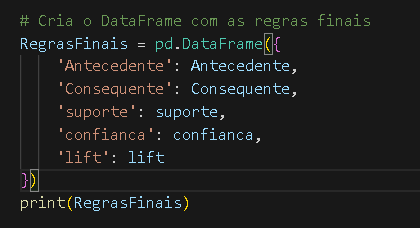 # Cria o DataFrame com as regras finais
RegrasFinais = pd.DataFrame({
    'Antecedente': Antecedente,
    'Consequente': Consequente,
    'suporte': suporte,
    'confianca': confianca,
    'lift': lift
})
print(RegrasFinais)